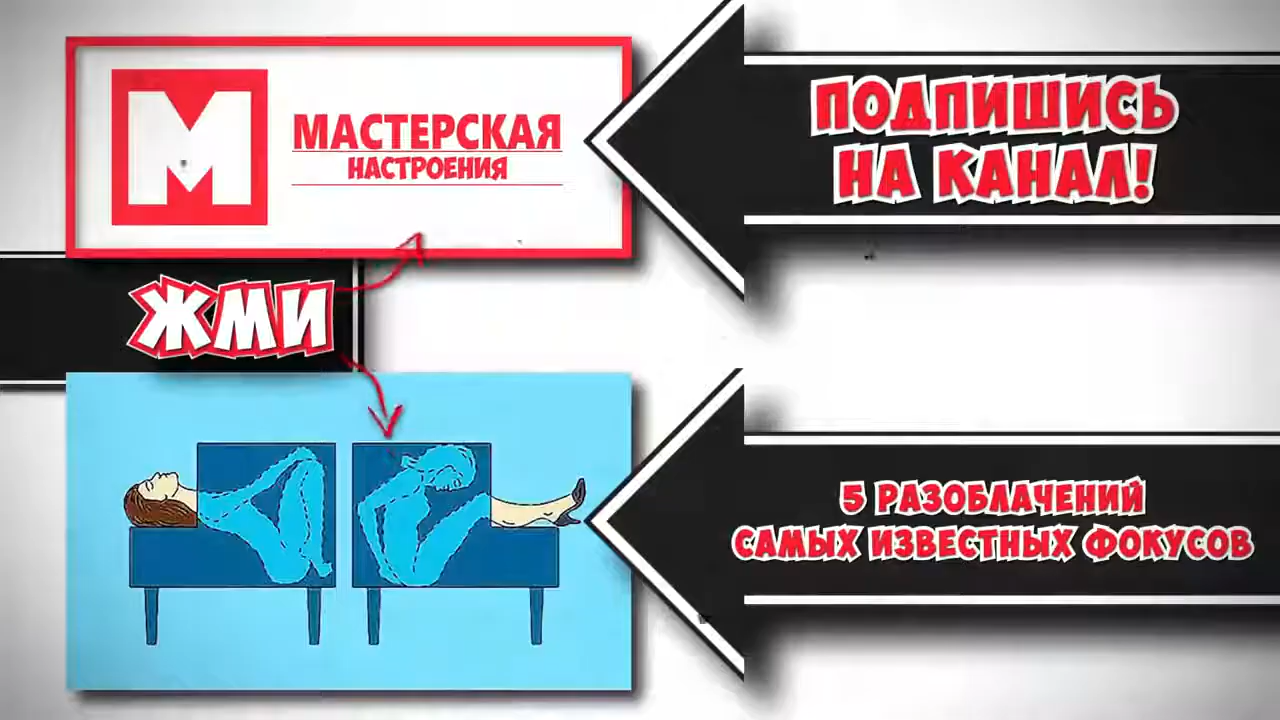 М
МАСТЕРСКАЯ
НАСТРОЕНИЯ
ПОДПИШИСЬ
НА КАНАЛ!
ЖМИ
5 РАЗОБЛАЧЕНИЙ
САМЫХ ИЗВЕСТНЫХ ФОКУСОВ